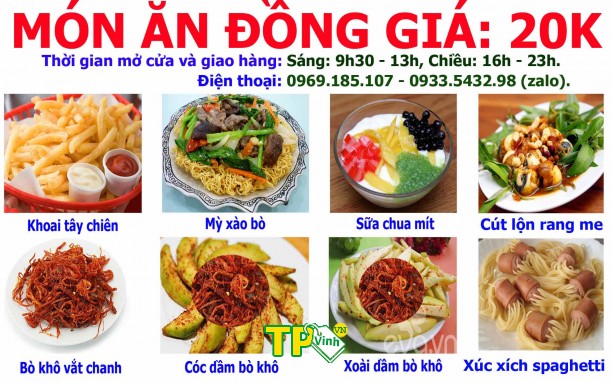 MÓN ĂN ĐỒNG GIÁ: 20K
Thời gian mở cửa và giao hàng: Sáng: 9h30 - 13h, Chiều: 16h - 23h.
Điện thoại: 0969.185.107 - 0933.5432.98 (zalo).
Khoai tây chiên
Mỳ xào bò
Sữa chua mít
Cút lộn rang me
Bò khô vắt chanh
Cóc dầm bò khô
Xoài dầm bò khô
Xúc xích spaghetti
TP Vinh VN
eva.vn